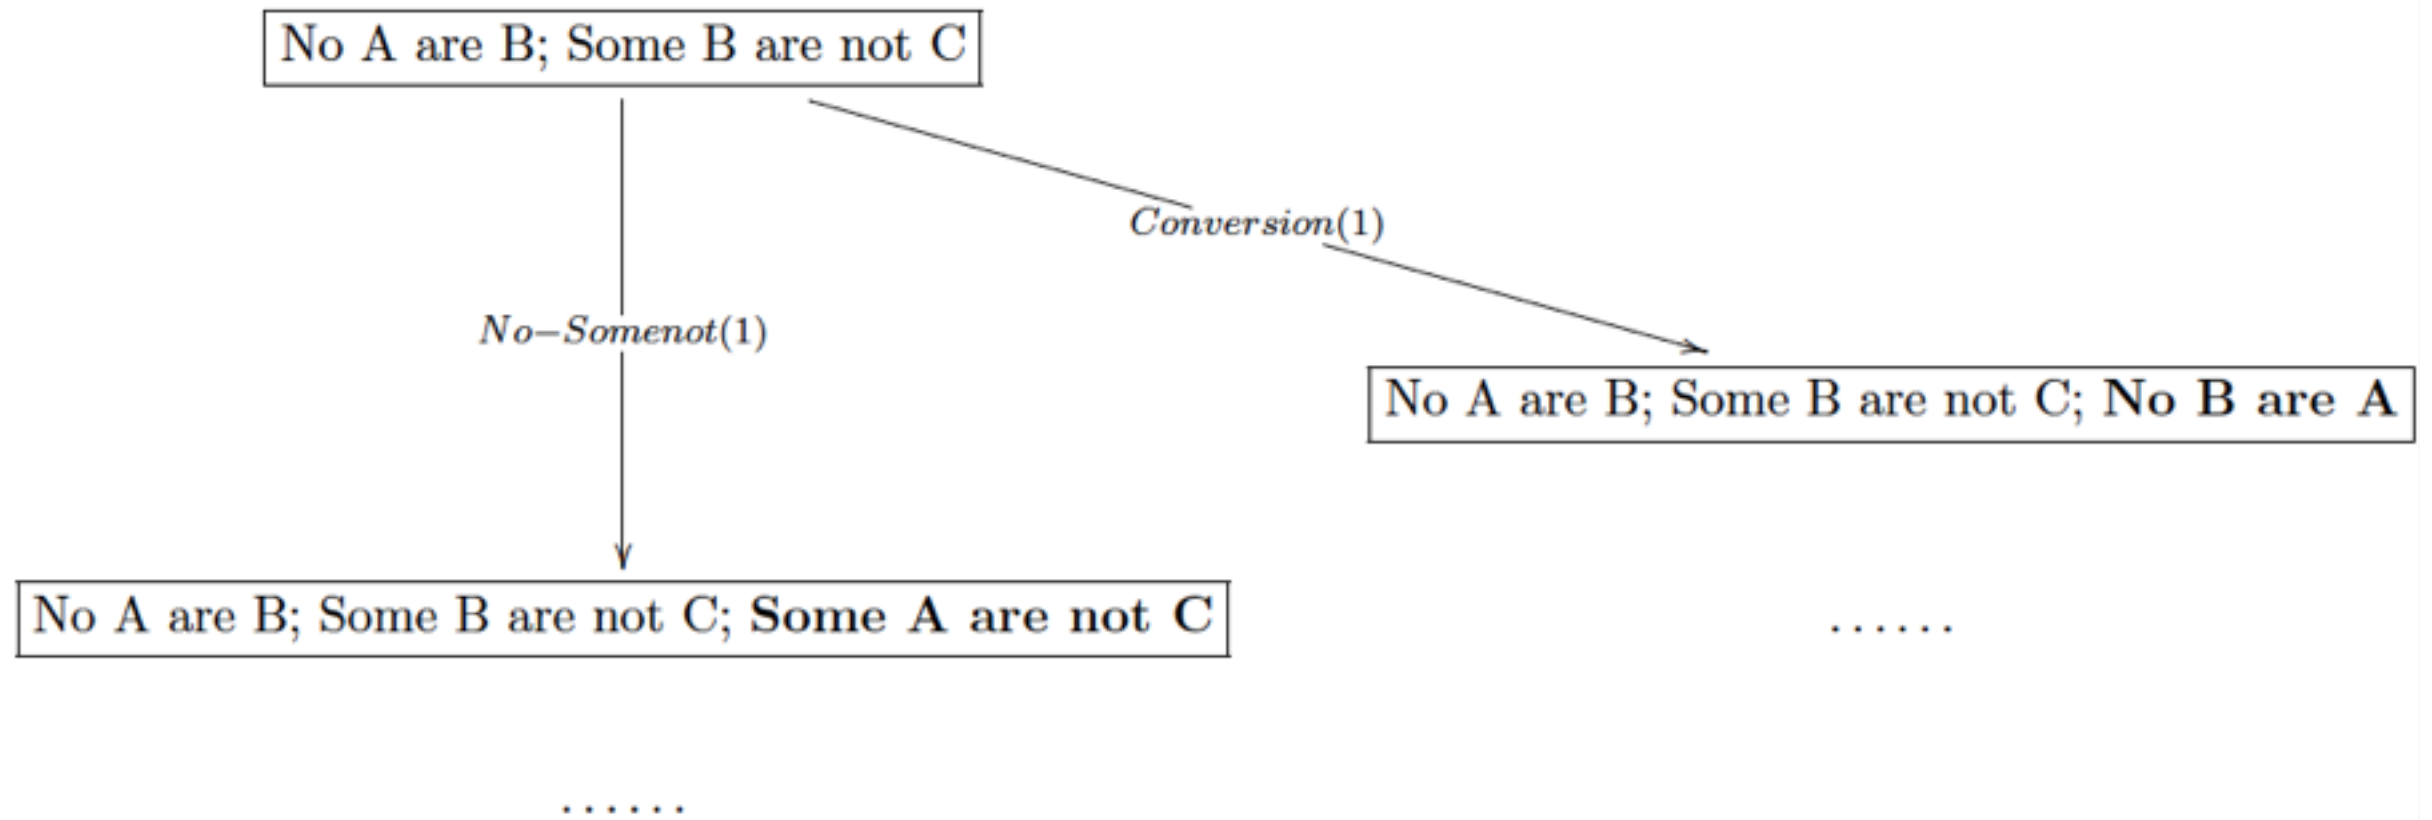 No A are B; Some B are not C
Conversion(1)
No−Somenot(1)
No A are B; Some B are not C; No B are A
No A are B; Some B are not C; Some A are not C
......
......